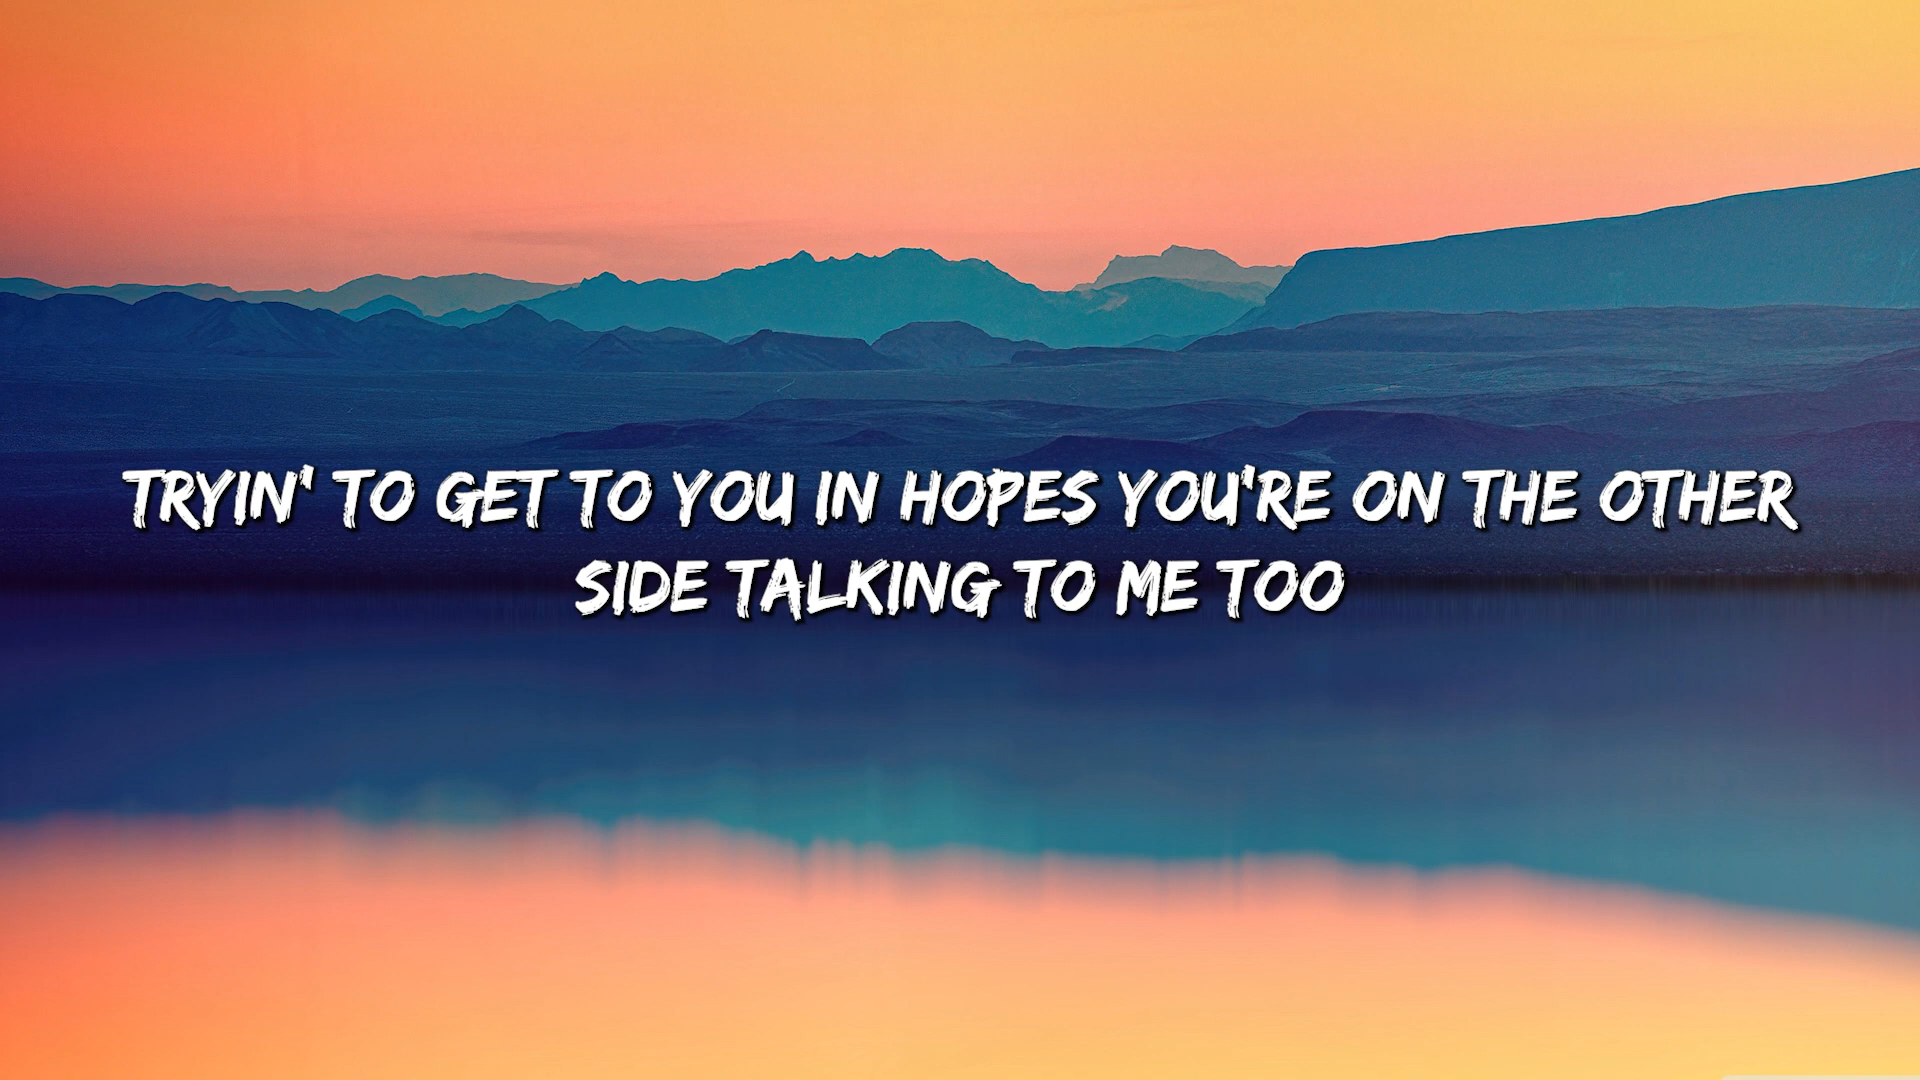 TRYIN' TO GET TO YOU IN HOPES YOU'RE ON THE OTHER
SIDE TALKING TO ME TOO